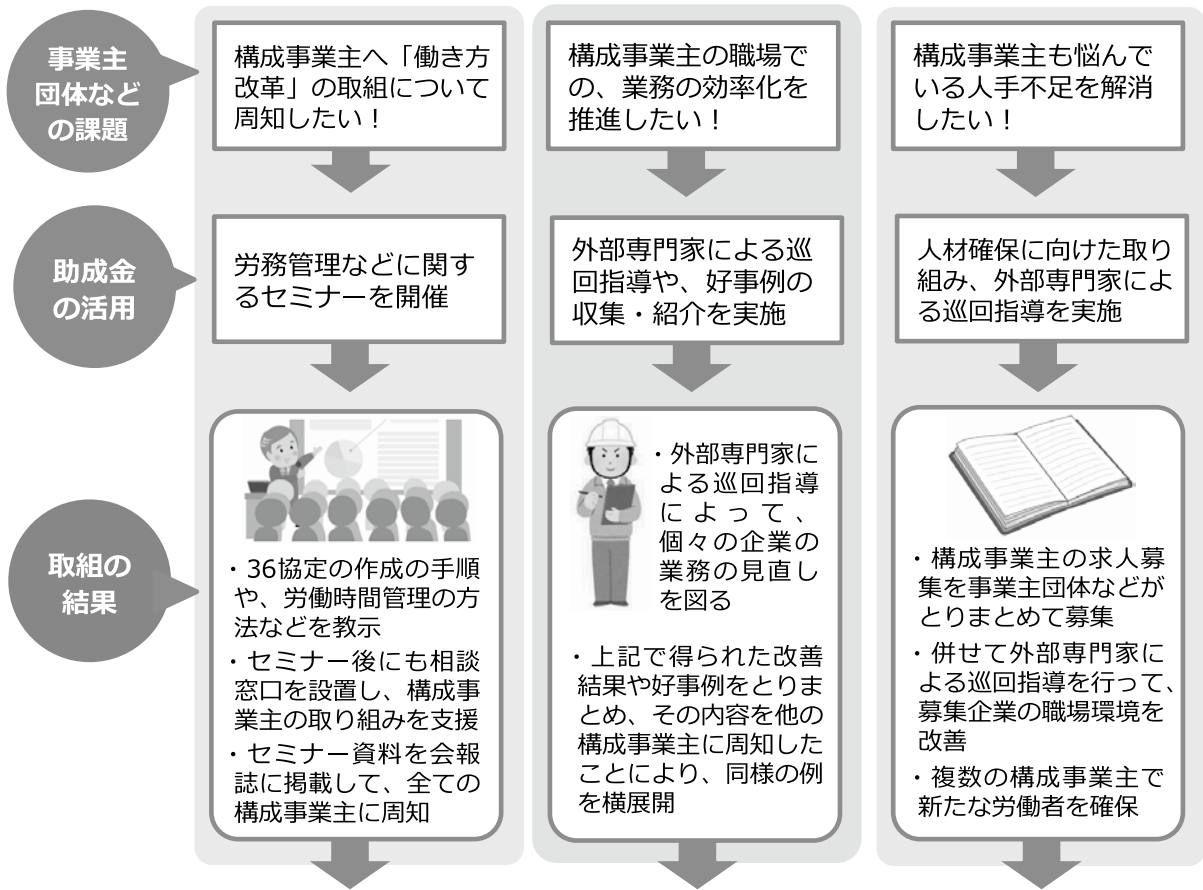 事業主
団体など
の課題
構成事業主へ「働き方
改革」の取組について
周知したい！
構成事業主の職場で
の、業務の効率化を
推進したい！
構成事業主も悩んで
いる人手不足を解消
したい！
助成金
の活用
労務管理などに関す
るセミナーを開催
外部専門家による巡
回指導や、好事例の
収集・紹介を実施
人材確保に向けた取り
組み、外部専門家によ
る巡回指導を実施
取組の
結果
・36協定の作成の手順
や、労働時間管理の方
法などを教示
・セミナー後にも相談
窓口を設置し、構成事
業主の取り組みを支援
・セミナー資料を会報
誌に掲載して、全ての
構成事業主に周知
・外部専門家に
よる巡回指導
によって、
個々の企業の
業務の見直し
を図る
・上記で得られた改善
結果や好事例をとりま
とめ、その内容を他の
構成事業主に周知した
ことにより、同様の例
を横展開
・構成事業主の求人募
集を事業主団体などが
とりまとめて募集
・併せて外部専門家に
よる巡回指導を行って、
募集企業の職場環境を
改善
・複数の構成事業主で
新たな労働者を確保